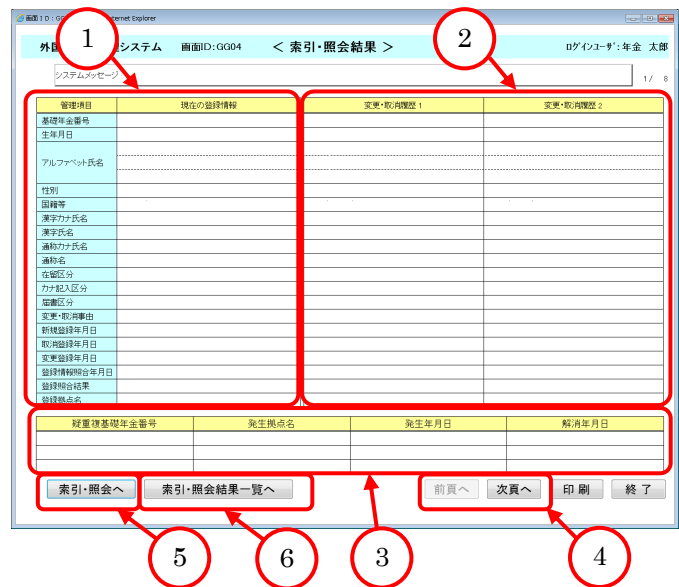 画面ID:GG
ternet Explorer
1
2
外国
システム 画面ID:GG04 < 索引・照会結果 > ログインユーザ:年金 太郎
システムメッセージ
1/ 8
管理項目 現在の登録情報 変更・取消履歴1 変更・取消履歴2
基礎年金番号
生年月日
アルファベット氏名
性別
国籍等
漢字カナ氏名
漢字氏名
通称カナ氏名
通称名
在留区分
カナ記入区分
届書区分
変更・取消事由
新規登録年月日
取消登録年月日
変更登録年月日
登録情報照合年月日
登録照合結果
登録拠点名
疑重複基礎年金番号 発生拠点名 発生年月日 解消年月日
索引・照会へ 索引・照会結果一覧へ 前頁へ 次頁へ 印刷 終了
5 6 3 4